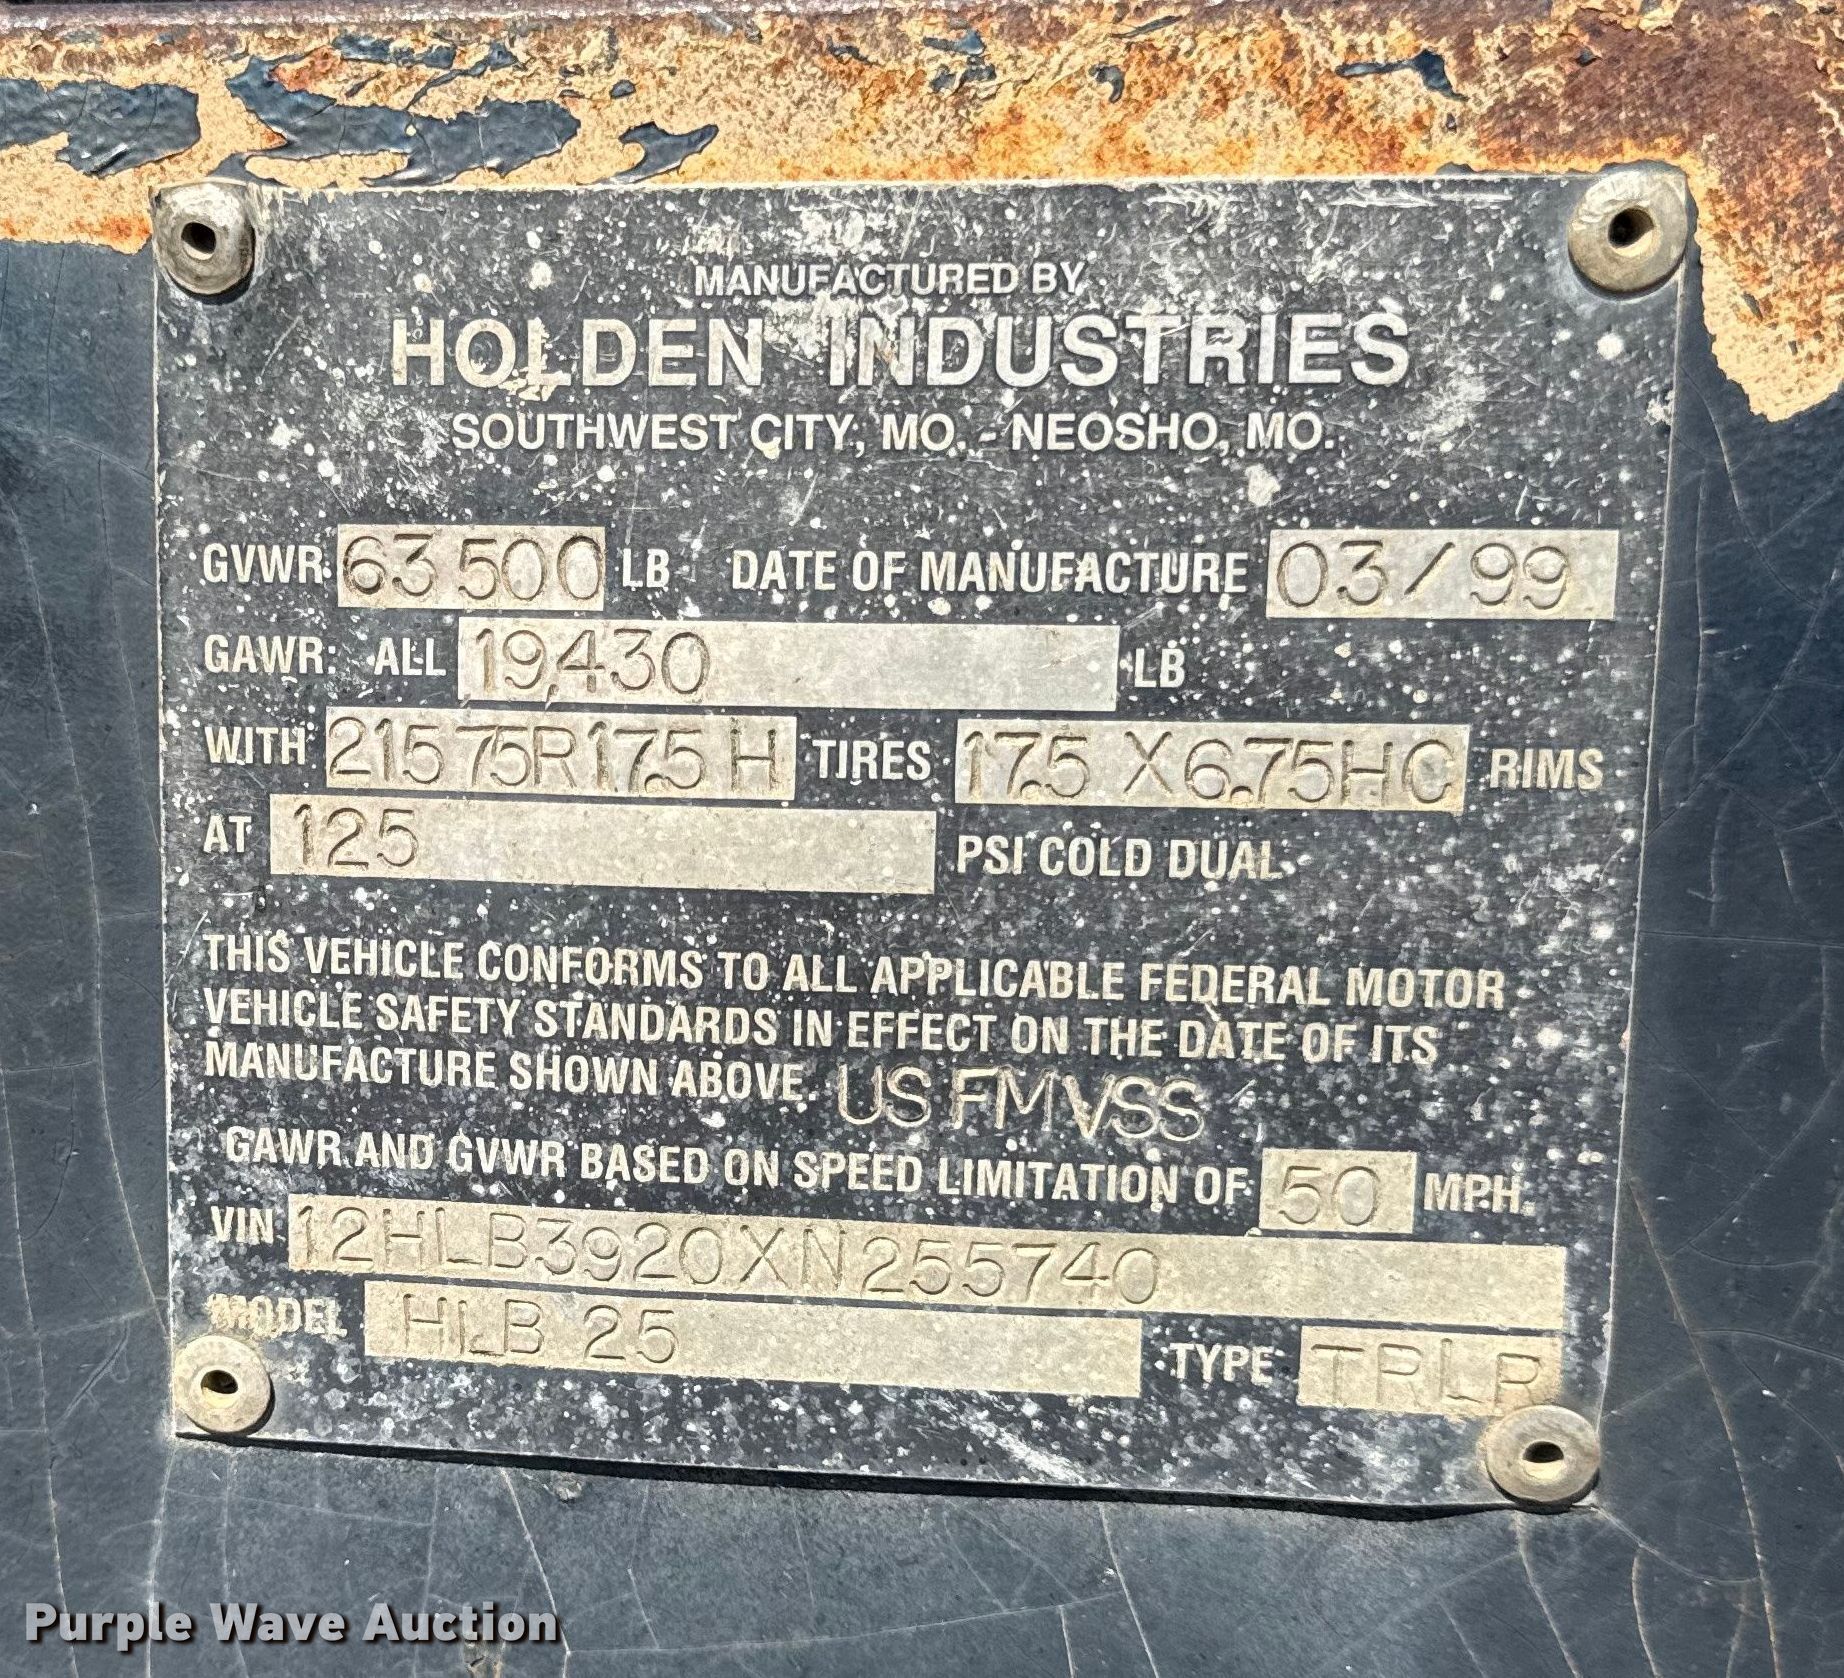 MANUFACTURED BY
HOLDEN INDUSTRIES
SOUTHWEST CITY, MO. - NEOSHO, MO.
GVWR 63 500 LB DATE OF MANUFACTURE 03/99
GAWR: ALL 19,430 LB
WITH 215 75R17.5 H TIRES 17.5 X 6.75HC RIMS
AT 125 PSI COLD DUAL
THIS VEHICLE CONFORMS TO ALL APPLICABLE FEDERAL MOTOR
VEHICLE SAFETY STANDARDS IN EFFECT ON THE DATE OF ITS
MANUFACTURE SHOWN ABOVE. US FMVSS
GAWR AND GVWR BASED ON SPEED LIMITATION OF 50 MPH.
VIN 12HLB3920XN255740
MODEL HLB 25 TYPE TRLR
Purple Wave Auction